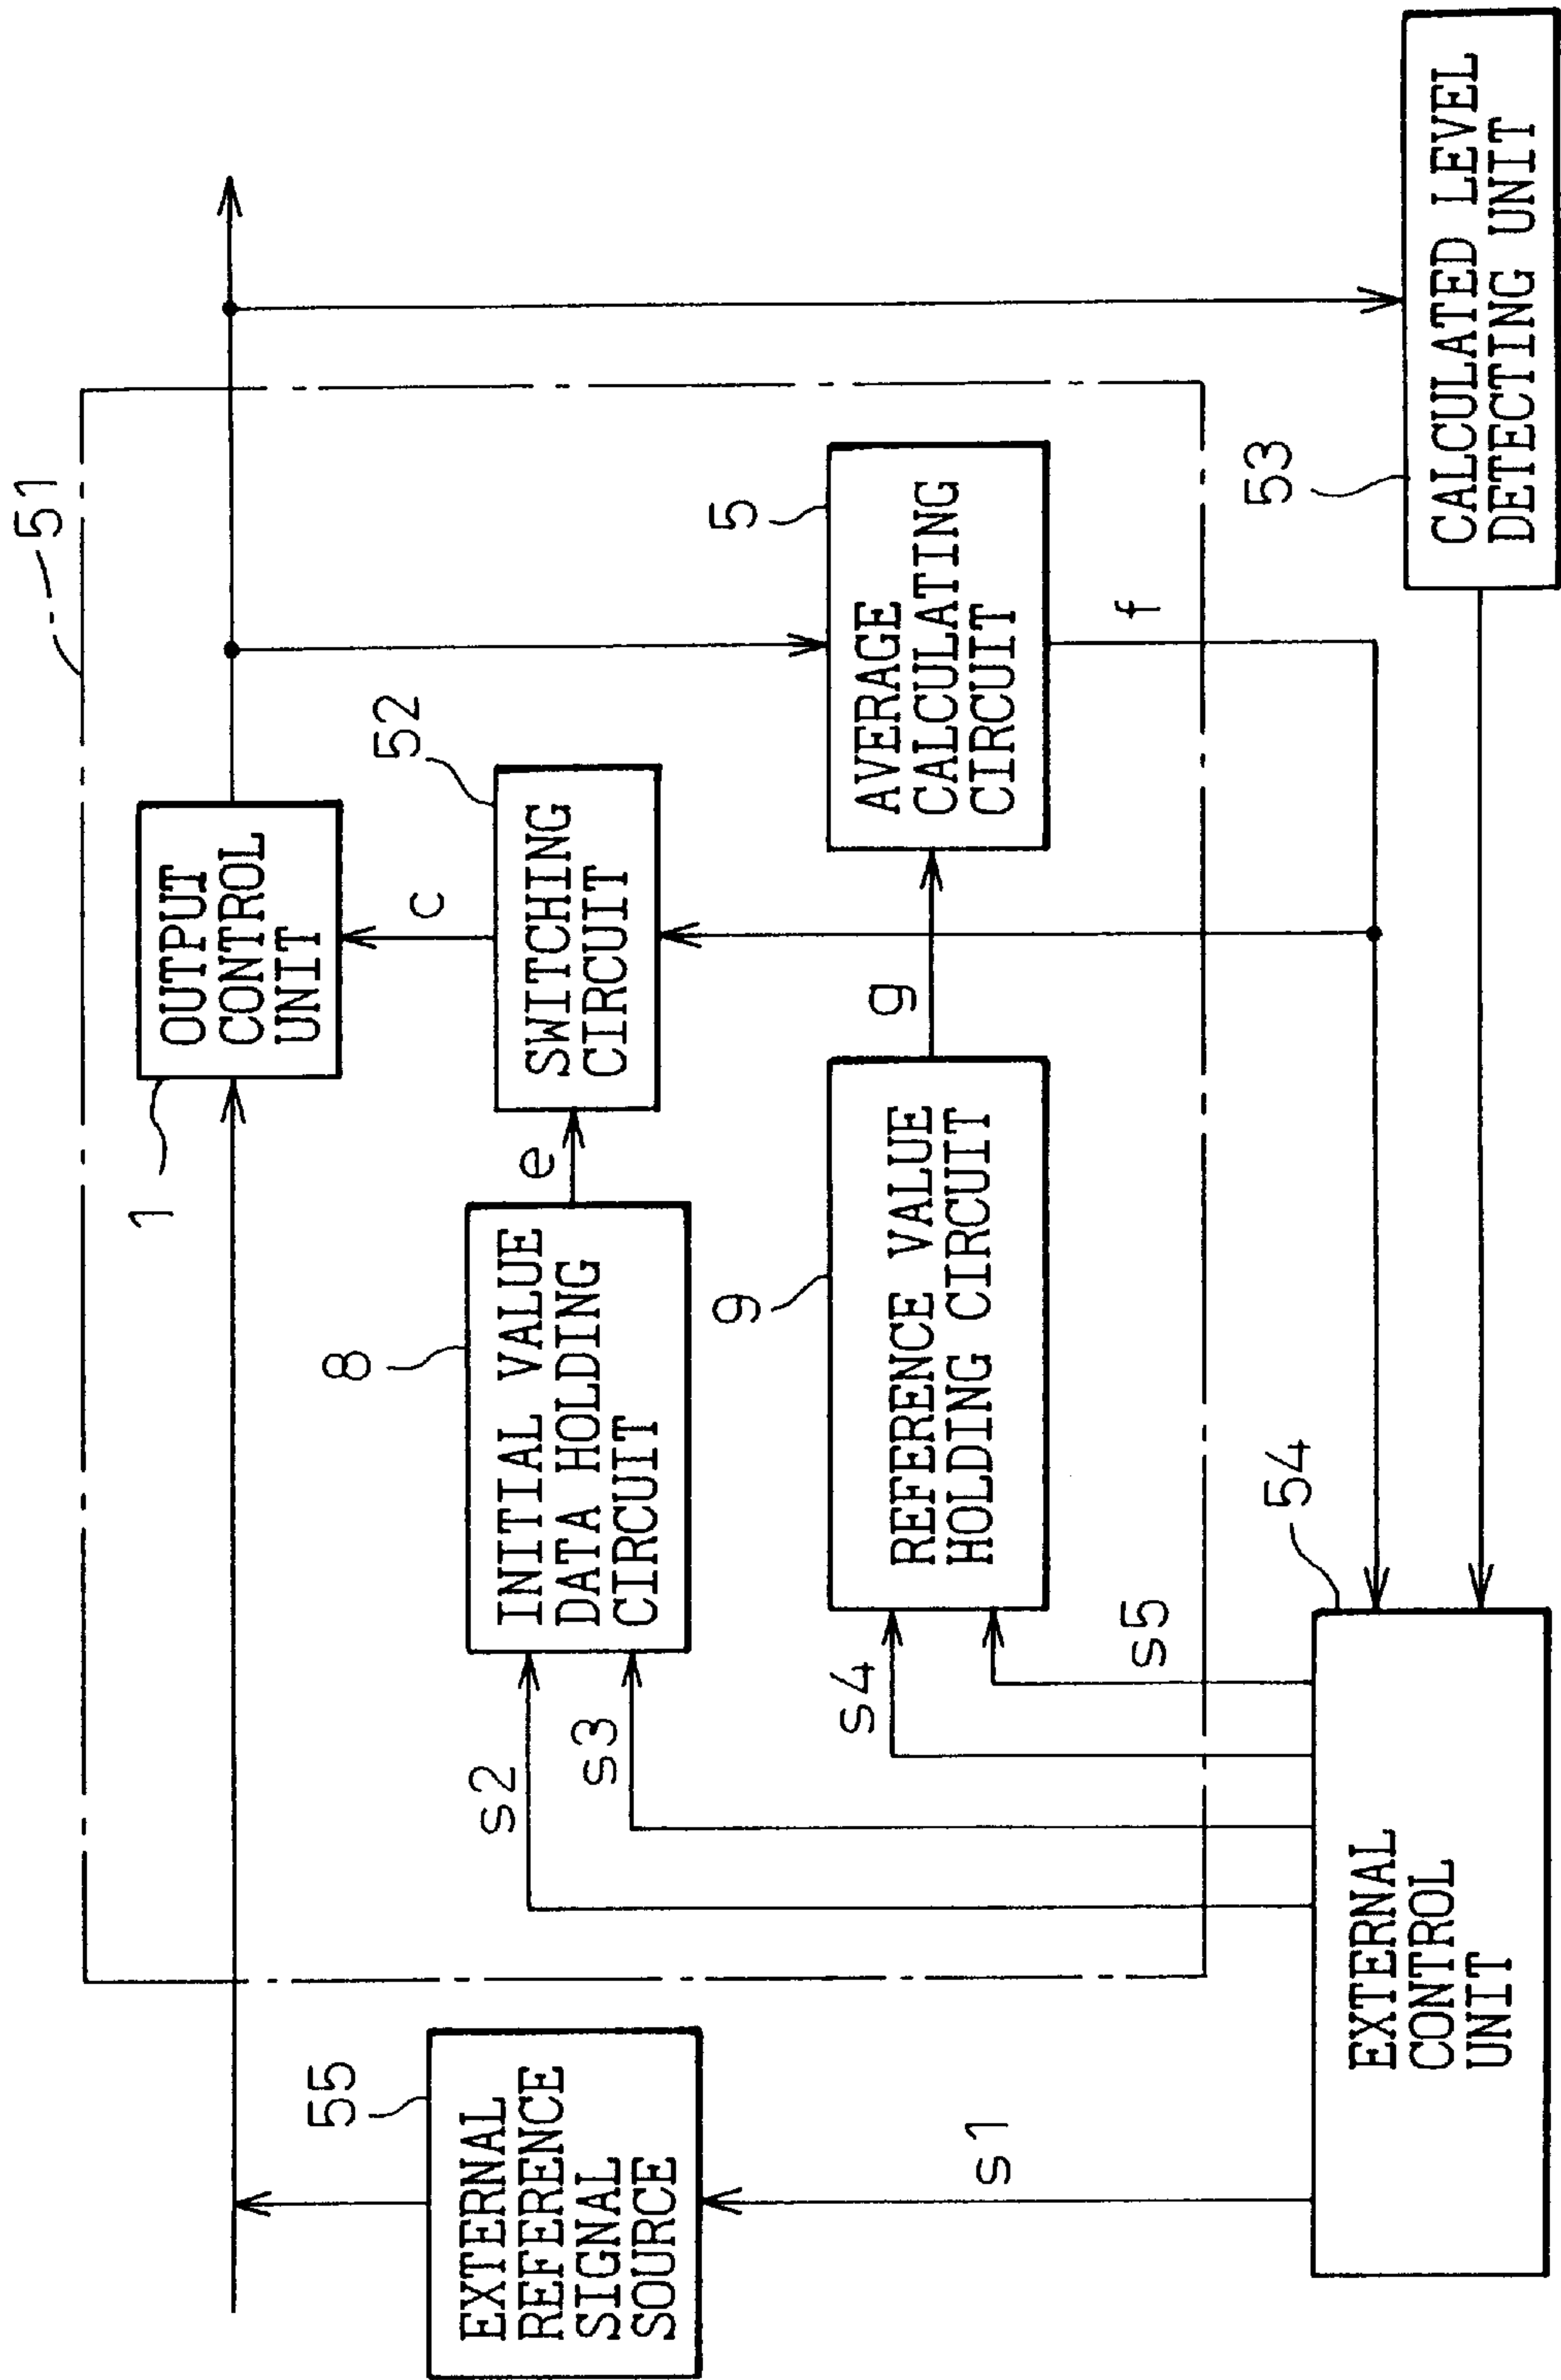 51
OUTPUT
CONTROL
UNIT
1
c
52
SWITCHING
CIRCUIT
e
8
INITIAL VALUE
DATA HOLDING
CIRCUIT
s2
s3
55
EXTERNAL
REFERENCE
SIGNAL
SOURCE
s1
5
AVERAGE
CALCULATING
CIRCUIT
f
g
9
REFERENCE VALUE
HOLDING CIRCUIT
s4
s5
54
EXTERNAL
CONTROL
UNIT
53
CALCULATED LEVEL
DETECTING UNIT